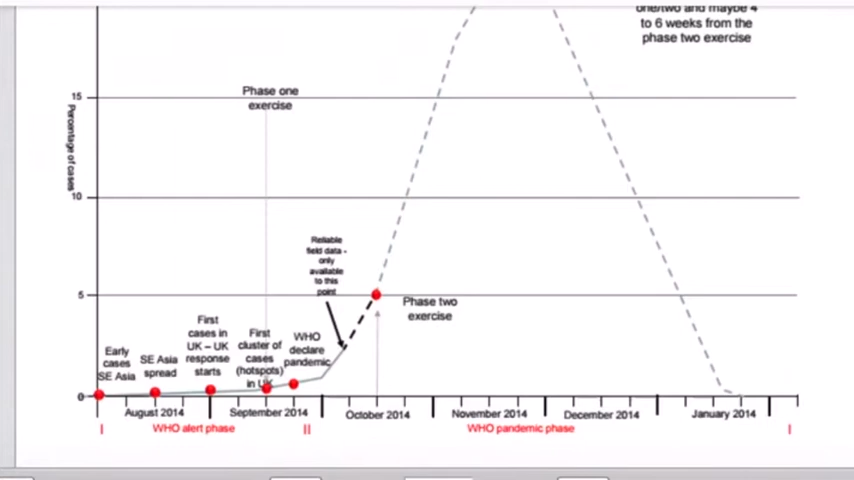 one/two and maybe 4
to 6 weeks from the
phase two exercise
15
Phase one
exercise
Percentage of cases
10
Reliable
field data -
only
available
to this
point
5
Phase two
exercise
First
cases in
UK – UK
response
starts
First
cluster of
cases
(hotspots)
in UK
WHO
declare
pandemic
Early
cases
SE Asia
SE Asia
spread
0
August 2014
September 2014
October 2014
November 2014
December 2014
January 2014
WHO alert phase
WHO pandemic phase